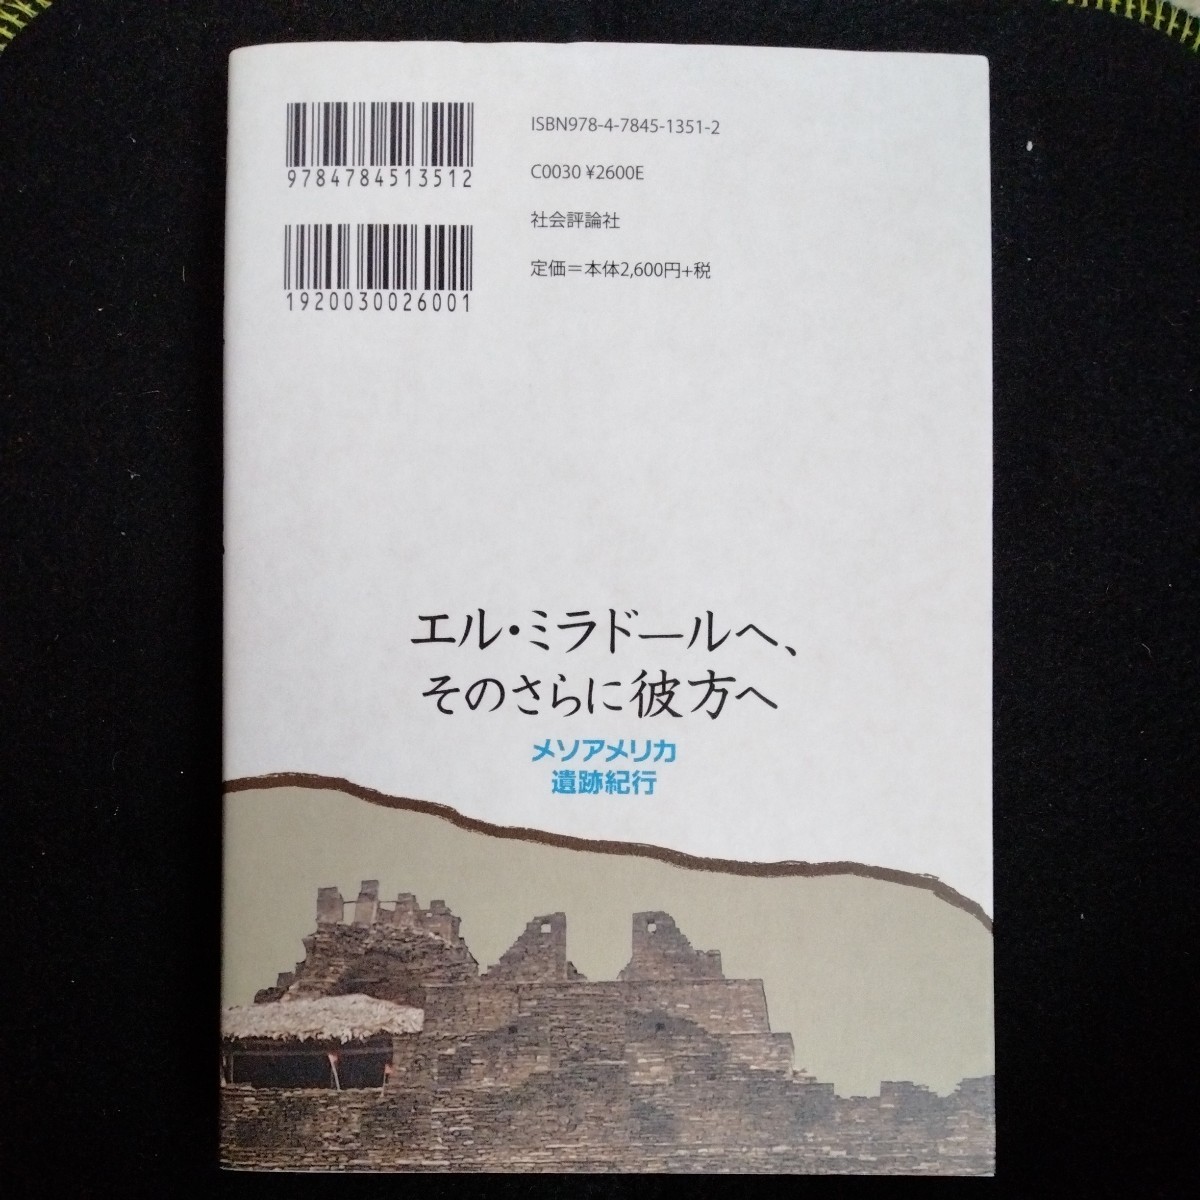 9784784513512
1920030026001
ISBN978-4-7845-1351-2
C0030 ¥2600E
社会評論社
定価＝本体2,600円+税
エル・ミラドールへ、
そのさらに彼方へ
メソアメリカ
遺跡紀行